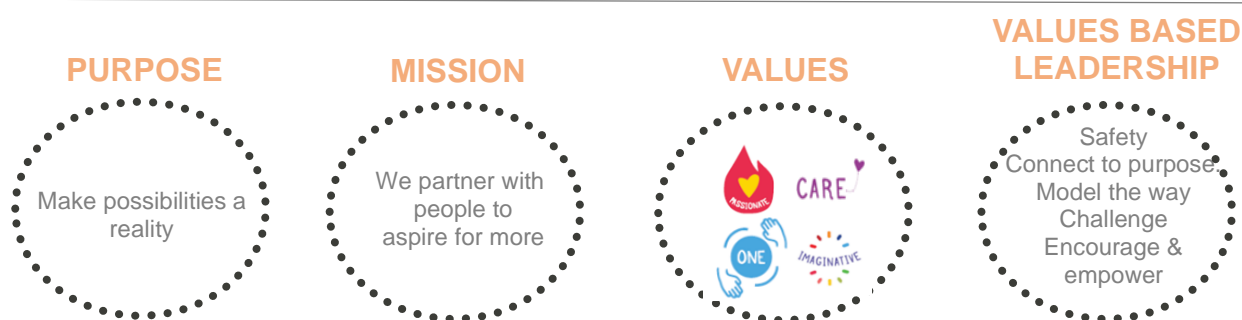 PURPOSE
Make possibilities a
reality
MISSION
We partner with
people to
aspire for more
VALUES
PASSIONATE
CARE
ONE
IMAGINATIVE
VALUES BASED
LEADERSHIP
Safety
Connect to purpose.
Model the way
Challenge
Encourage &
empower